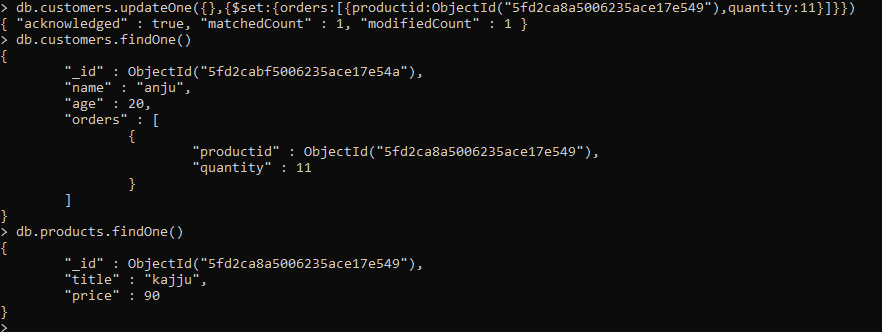 > db.customers.updateOne({},{$set:{orders:[{productid:ObjectId("5fd2ca8a5006235ace17e549"),quantity:11}]}})
{ "acknowledged" : true, "matchedCount" : 1, "modifiedCount" : 1 }
> db.customers.findOne()
{
        "_id" : ObjectId("5fd2cabf5006235ace17e54a"),
        "name" : "anju",
        "age" : 20,
        "orders" : [
                {
                        "productid" : ObjectId("5fd2ca8a5006235ace17e549"),
                        "quantity" : 11
                }
        ]
}
> db.products.findOne()
{
        "_id" : ObjectId("5fd2ca8a5006235ace17e549"),
        "title" : "kajju",
        "price" : 90
}
>